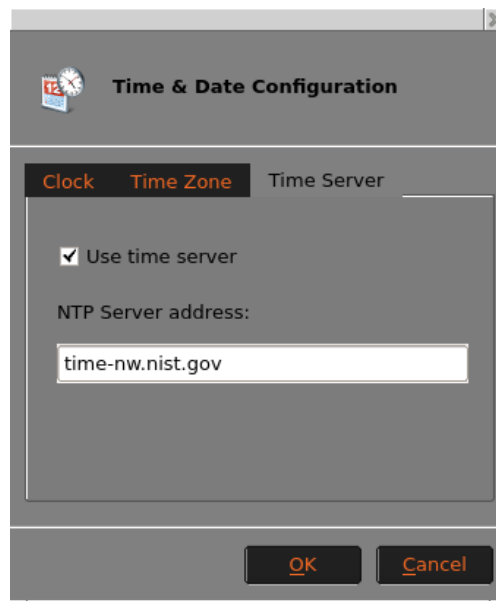 Time & Date Configuration
Clock Time Zone Time Server
Use time server
NTP Server address:
time-nw.nist.gov
OK Cancel